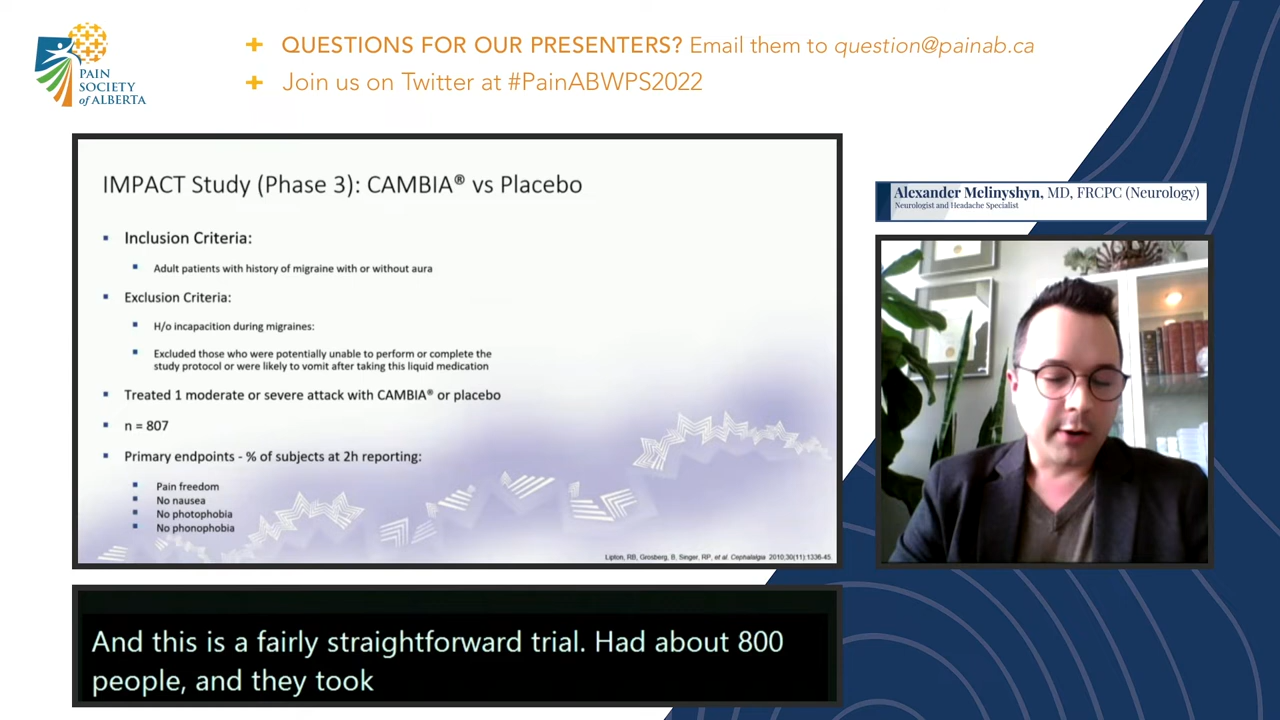 PAIN
SOCIETY
of ALBERTA
+ QUESTIONS FOR OUR PRESENTERS? Email them to question@painab.ca
+ Join us on Twitter at #PainABWPS2022
IMPACT Study (Phase 3): CAMBIA® vs Placebo
▪ Inclusion Criteria:
▪ Adult patients with history of migraine with or without aura
▪ Exclusion Criteria:
▪ H/o incapacition during migraines:
▪ Excluded those who were potentially unable to perform or complete the
study protocol or were likely to vomit after taking this liquid medication
▪ Treated 1 moderate or severe attack with CAMBIA® or placebo
▪ n = 807
▪ Primary endpoints - % of subjects at 2h reporting:
▪ Pain freedom
▪ No nausea
▪ No photophobia
▪ No phonophobia
Lipton, RB, Grosberg, B, Singer, RP, et al. Cephalalgia 2010;30(11):1336-45
Alexander Melinyshyn, MD, FRCPC (Neurology)
Neurologist and Headache Specialist
And this is a fairly straightforward trial. Had about 800
people, and they took